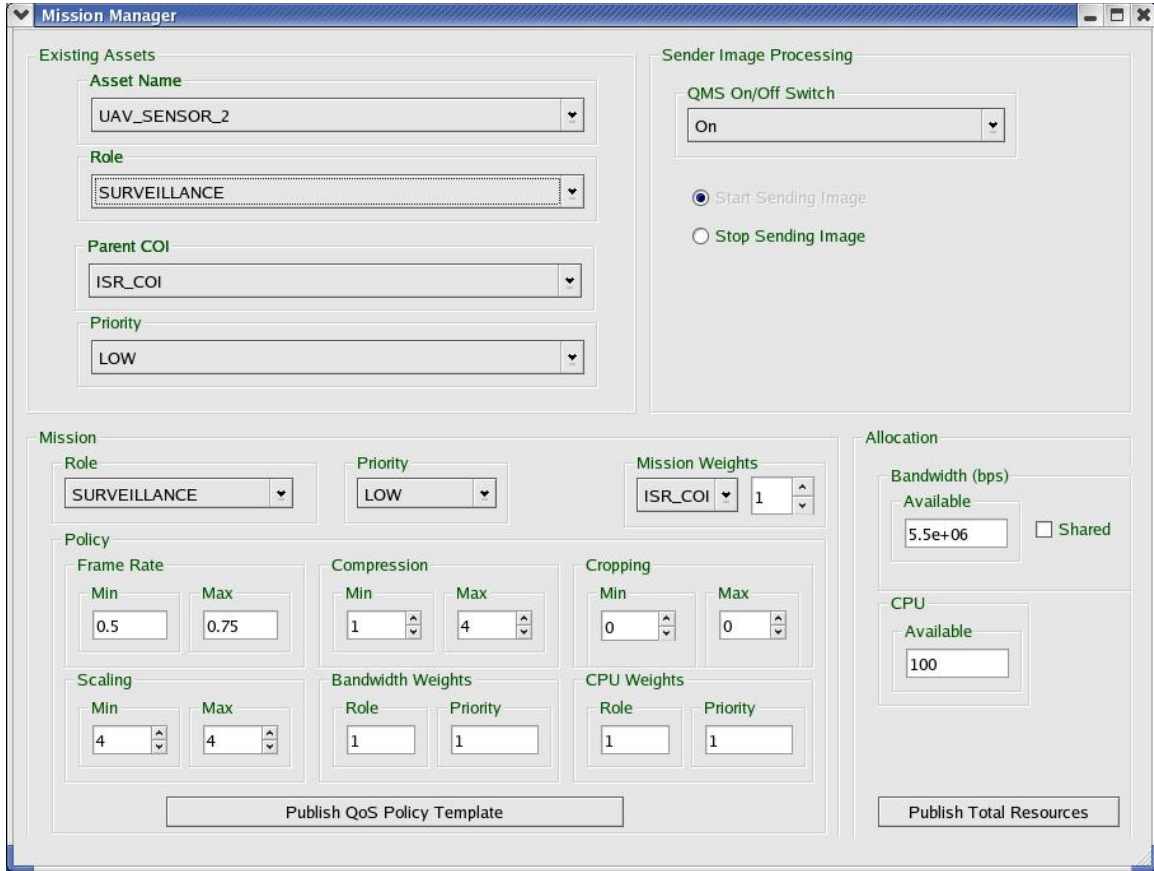 Mission Manager
Existing Assets
Asset Name
UAV_SENSOR_2
Role
SURVEILLANCE
Parent COI
ISR_COI
Priority
LOW
Sender Image Processing
QMS On/Off Switch
On
Start Sending Image
Stop Sending Image
Mission
Role
SURVEILLANCE
Priority
LOW
Mission Weights
ISR_COI 1
Policy
Frame Rate
Min Max
0.5 0.75
Compression
Min Max
1 4
Cropping
Min Max
0 0
Scaling
Min Max
4 4
Bandwidth Weights
Role Priority
1 1
CPU Weights
Role Priority
1 1
Publish QoS Policy Template
Allocation
Bandwidth (bps)
Available
5.5e+06 Shared
CPU
Available
100
Publish Total Resources